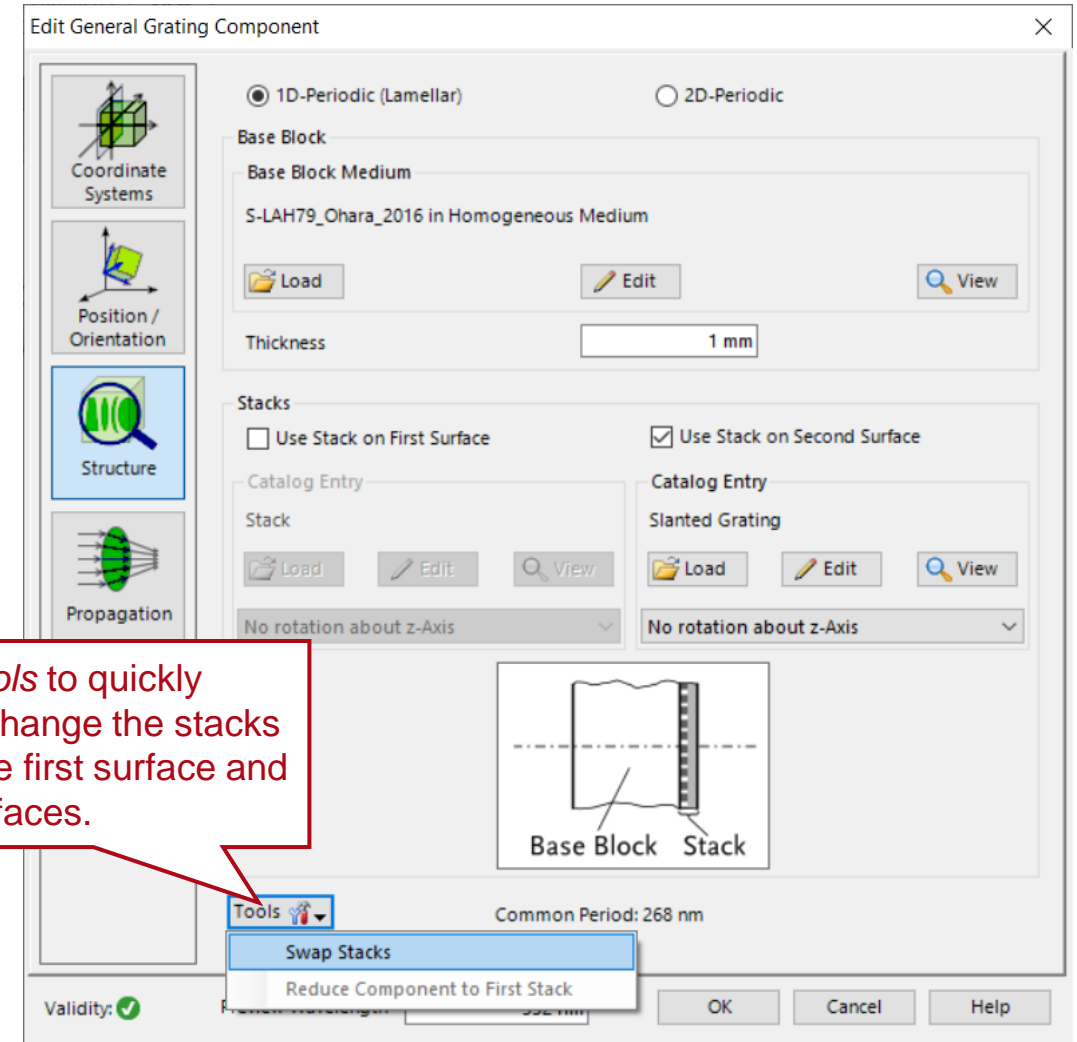 Edit General Grating Component
1D-Periodic (Lamellar)
2D-Periodic
Base Block
Base Block Medium
S-LAH79_Ohara_2016 in Homogeneous Medium
Load
Edit
View
Thickness
1 mm
Coordinate
Systems
Position /
Orientation
Structure
Propagation
Stacks
Use Stack on First Surface
Use Stack on Second Surface
Catalog Entry
Stack
Load
Edit
View
No rotation about z-Axis
Catalog Entry
Slanted Grating
Load
Edit
View
No rotation about z-Axis
to quickly
change the stacks
first surface and
Base Block
Stack
Tools
Common Period: 268 nm
Swap Stacks
Reduce Component to First Stack
Validity:
OK
Cancel
Help